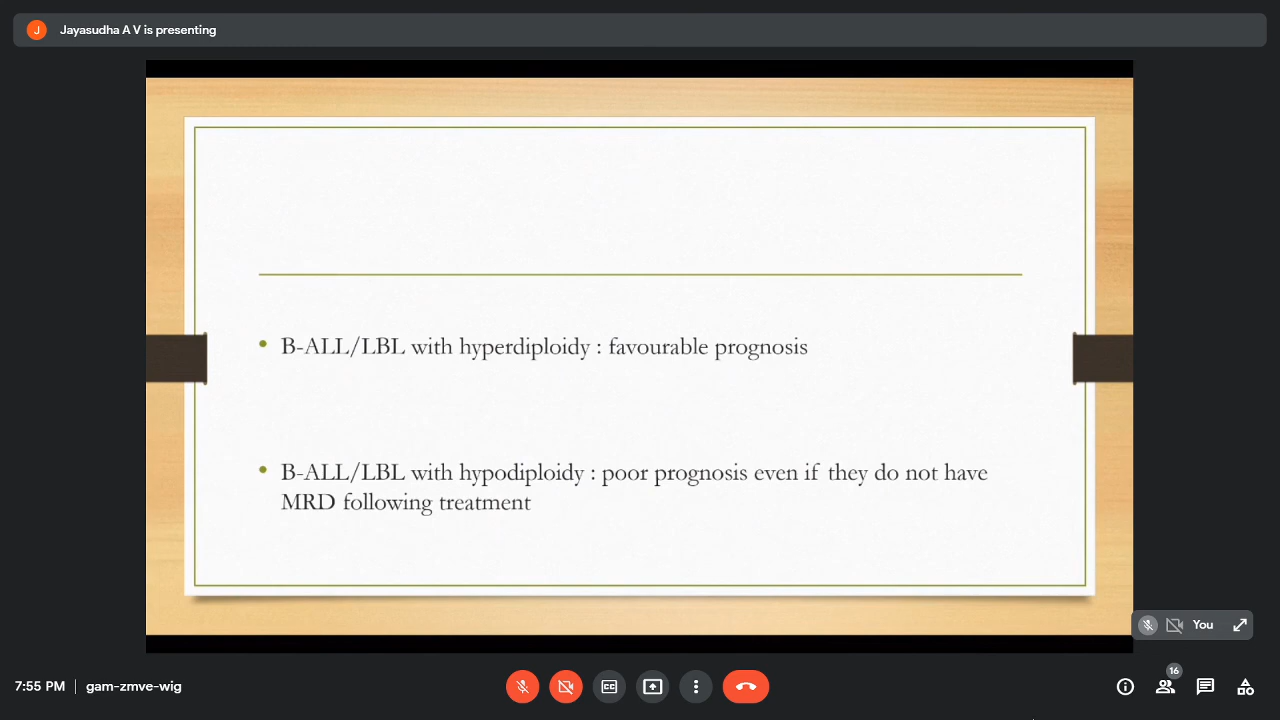 J Jayasudha A V is presenting
• B-ALL/LBL with hyperdiploidy : favourable prognosis
• B-ALL/LBL with hypodiploidy : poor prognosis even if they do not have
MRD following treatment
You
16
7:55 PM | gam-zmve-wig
CC